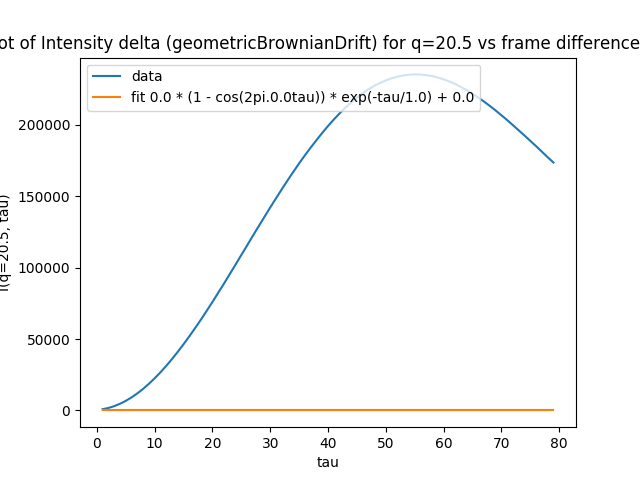 ot of Intensity delta (geometricBrownianDrift) for q=20.5 vs frame difference
data
fit 0.0 * (1 - cos(2pi.0.0tau)) * exp(-tau/1.0) + 0.0
I(q=20.5, tau)
200000
150000
100000
50000
0
0 10 20 30 40 50 60 70 80
tau